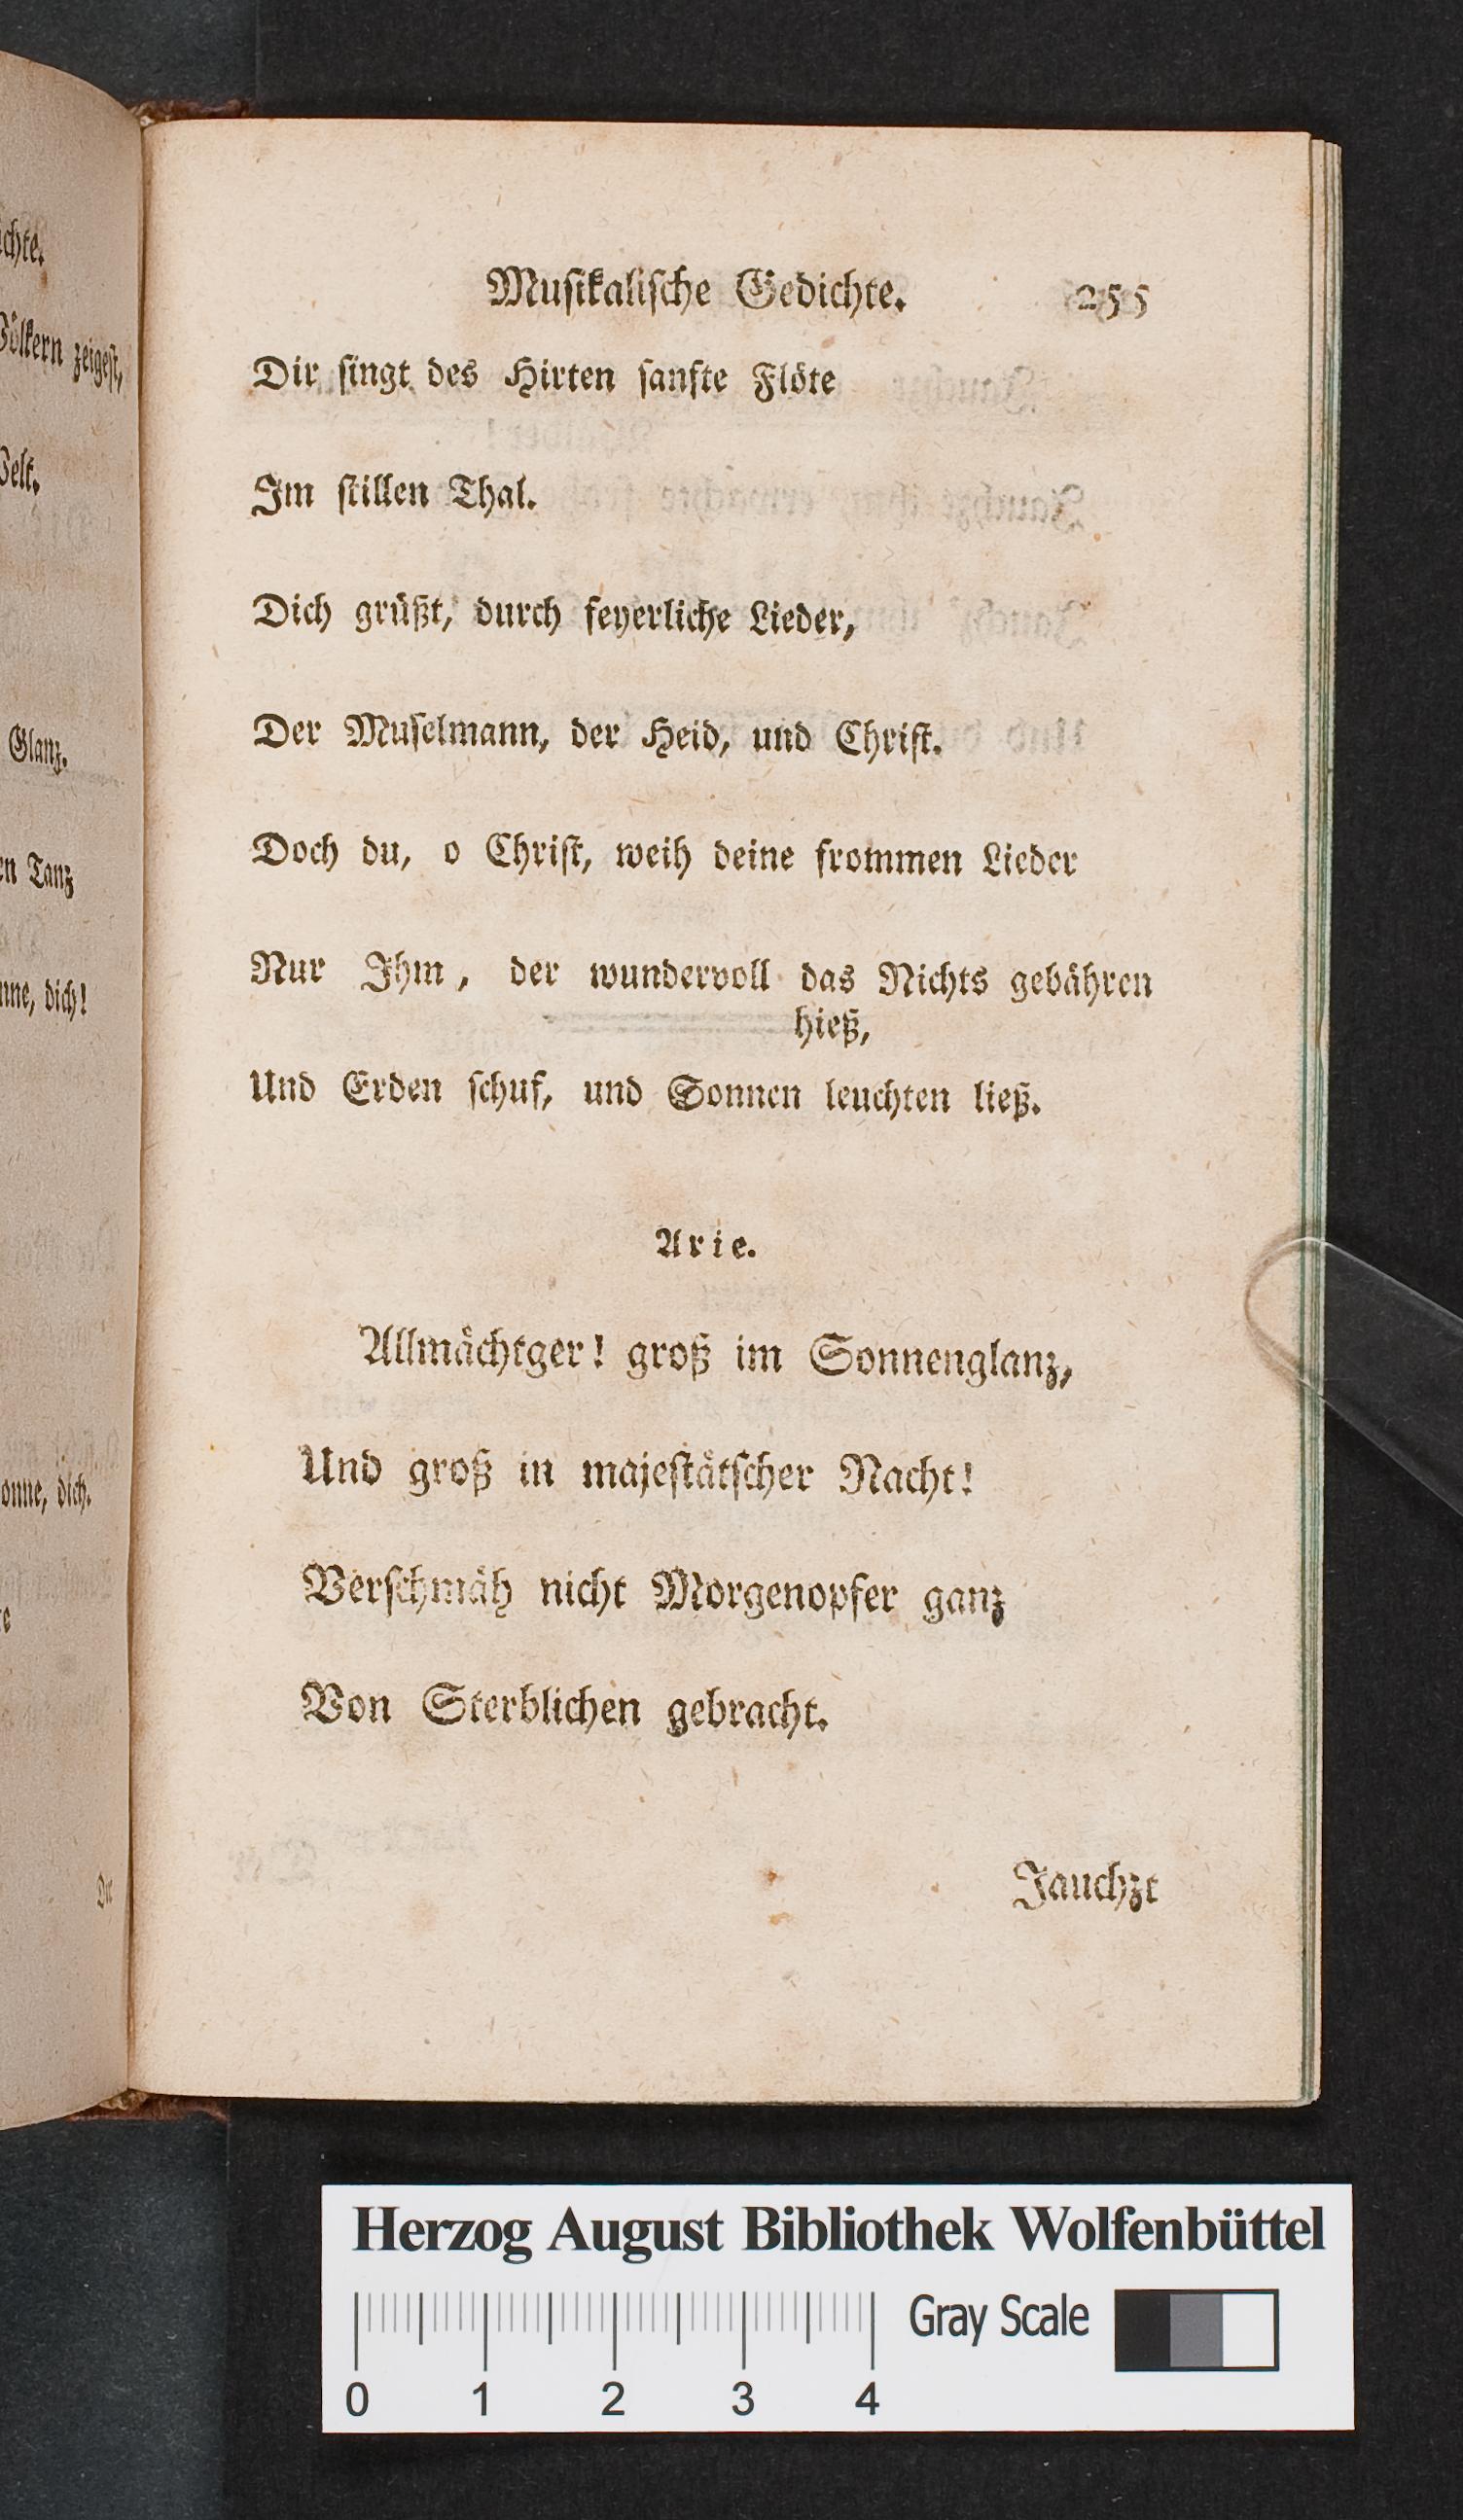 chte.
Völkern zeigest,
Welt.
Glanz.
en Tanz
nne, dich!
onne, dich.
Musikalische Gedichte. 255
Dir singt des Hirten sanfte Flöte
Im stillen Thal.
Dich grüßt, durch feyerliche Lieder,
Der Muselmann, der Heid, und Christ.
Doch du, o Christ, weih deine frommen Lieder
Nur Ihm, der wundervoll das Nichts gebähren
hieß,
Und Erden schuf, und Sonnen leuchten ließ.
Arie.
Allmächtger! groß im Sonnenglanz,
Und groß in majestätscher Nacht!
Verschmäh nicht Morgenopfer ganz
Von Sterblichen gebracht.
Jauchzt
Herzog August Bibliothek Wolfenbüttel
Gray Scale
0 1 2 3 4